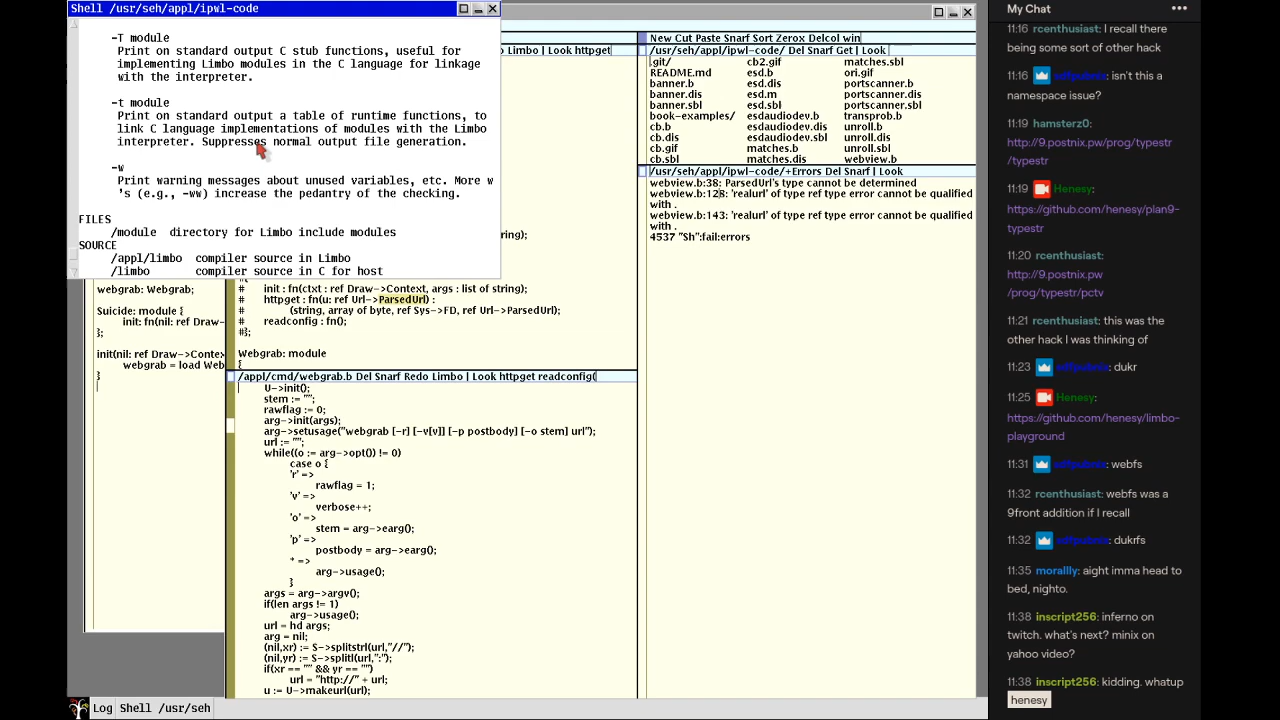 Shell /usr/seh/appl/ipwl-code
-T module
Print on standard output C stub functions, useful for
implementing Limbo modules in the C language for linkage
with the interpreter.
-t module
Print on standard output a table of runtime functions, to
link C language implementations of modules with the Limbo
interpreter. Suppresses normal output file generation.
-w
Print warning messages about unused variables, etc. More w
's (e.g., -ww) increase the pedantry of the checking.
FILES
/module directory for Limbo include modules
SOURCE
/appl/limbo compiler source in Limbo
/limbo compiler source in C for host
webgrab: Webgrab;
Suicide: module {
init: fn(nil: ref Draw-
};
init(nil: ref Draw->Conte
webgrab = load Web
}
Limbo | Look httpget
init : fn(ctxt : ref Draw->Context, args : list of string);
# httpget : fn(u: ref Url->ParsedUrl) :
# (string, array of byte, ref Sys->FD, ref Url->ParsedUrl);
# readconfig : fn();
#};
Webgrab: module
{
/appl/cmd/webgrab.b Del Snarf Redo Limbo | Look httpget readconfig(
U->init();
stem := "";
rawflag := 0;
arg->init(args);
arg->setusage("webgrab [-r] [-v[v]] [-p postbody] [-o stem] url");
url := "";
while((o := arg->opt()) != 0)
case o {
'r' =>
rawflag = 1;
'v' =>
verbose++;
'o' =>
stem = arg->earg();
'p' =>
postbody = arg->earg();
* =>
arg->usage();
}
args = arg->argv();
if(len args != 1)
arg->usage();
url = hd args;
arg = nil;
(nil,xr) := S->splitstrl(url,"//");
(nil,yr) := S->splitl(url,":");
if(xr == "" && yr == "")
url = "http://" + url;
u := U->makeurl(url);
New Cut Paste Snarf Sort Zerox Delcol win
/usr/seh/appl/ipwl-code/ Del Snarf Get | Look
.git/ cb2.gif matches.sbl
README.md esd.b ori.gif
banner.b esd.dis portscanner.b
banner.dis esd.m portscanner.dis
banner.sbl esd.sbl portscanner.sbl
book-examples/ esdaudiodev.b transprob.b
cb.b esdaudiodev.dis unroll.b
cb.dis esdaudiodev.sbl unroll.dis
cb.gif matches.b unroll.sbl
cb.sbl matches.dis webview.b
/usr/seh/appl/ipwl-code/+Errors Del Snarf | Look
webview.b:38: ParsedUrl's type cannot be determined
webview.b:128: 'realurl' of type ref type error cannot be qualified
with .
webview.b:143: 'realurl' of type ref type error cannot be qualified
with .
4537 "Sh":fail:errors
Log Shell /usr/seh
My Chat
11:16 rcenthusiast: I recall there
being some sort of other hack
11:16 : isn't this a
namespace issue?
11:19 hamsterz0:
http://9.postnix.pw/prog/typestr
/typestr
11:19 Henesy:
https://github.com/henesy/plan9-
typestr
11:20 rcenthusiast:
http://9.postnix.pw
/prog/typestr/pctv
11:21 rcenthusiast: this was the
other hack I was thinking of
11:23 : dukr
11:25 Henesy:
https://github.com/henesy/limbo-
playground
11:31 : webfs
11:32 rcenthusiast: webfs was a
9front addition if I recall
11:32 : dukrfs
11:35 morallly: aight imma head to
bed, nighto.
11:38 inscript256: inferno on
twitch. what's next? minix on
yahoo video?
11:38 inscript256: kidding. whatup
henesy